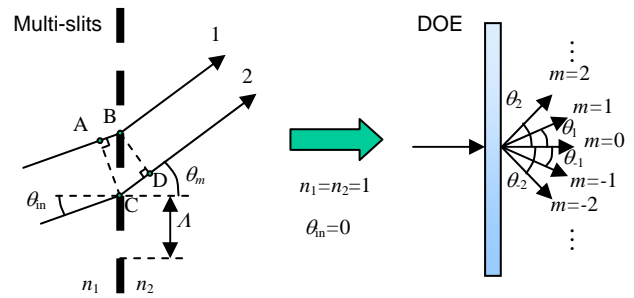 Multi-slits
1
2
A
B
C
D
θin
θm
Λ
n1
n2
n1=n2=1
θin=0
DOE
⋮
m=2
m=1
m=0
m=-1
m=-2
⋮
θ2
θ1
θ-1
θ-2